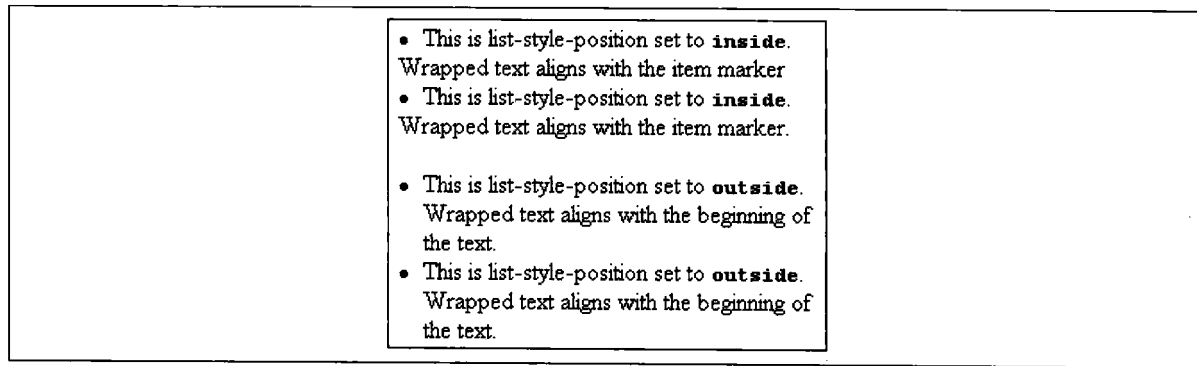 • This is list-style-position set to inside.
Wrapped text aligns with the item marker
• This is list-style-position set to inside.
Wrapped text aligns with the item marker.
• This is list-style-position set to outside.
Wrapped text aligns with the beginning of
the text.
• This is list-style-position set to outside.
Wrapped text aligns with the beginning of
the text.